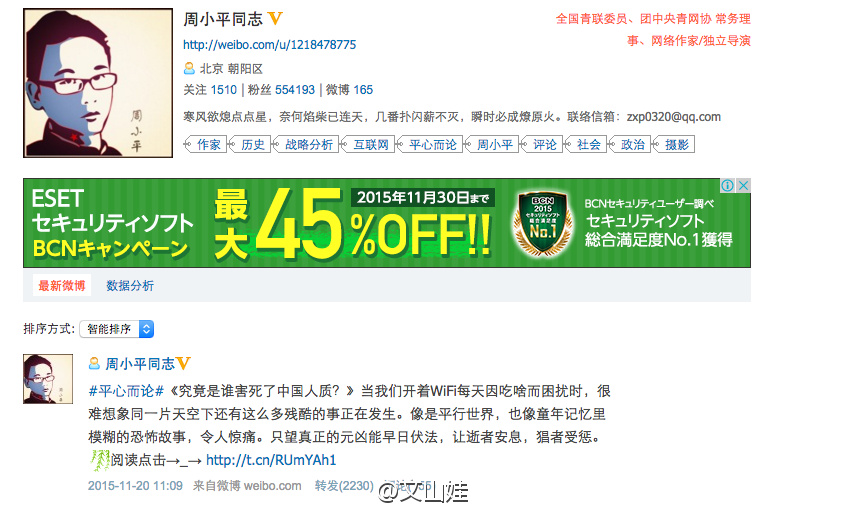 周小平同志
全国青联委员、团中央青网协 常务理
事、网络作家/独立导演
http://weibo.com/u/1218478775
北京 朝阳区
关注 1510 | 粉丝 554193 | 微博 165
寒风欲熄点点星，奈何焰柴已连天，几番扑闪薪不灭，瞬时必成燎原火。联络信箱：zxp0320@qq.com
作家 历史 战略分析 互联网 平心而论 周小平 评论 社会 政治 摄影
周小平
ESET
セキュリティソフト
BCNキャンペーン
最大45%OFF!!
2015年11月30日まで
BCN
2015
セキュリティソフト
総合満足度
No.1
BCNセキュリティユーザー調べ
セキュリティソフト
総合満足度No.1獲得
最新微博 数据分析
排序方式: 智能排序
周小平同志
#平心而论#《究竟是谁害死了中国人质？》当我们开着WiFi每天因吃啥而困扰时，很
难想象同一片天空下还有这么多残酷的事正在发生。像是平行世界，也像童年记忆里
模糊的恐怖故事，令人惊痛。只望真正的元凶能早日伏法，让逝者安息，猖者受惩。
阅读点击→_→ http://t.cn/RUmYAh1
2015-11-20 11:09 来自微博 weibo.com 转发(2230)
@文山娃